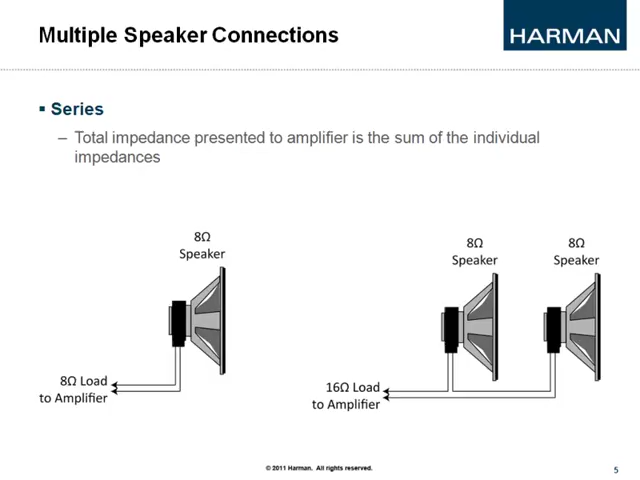 Multiple Speaker Connections
HARMAN
▪ Series
– Total impedance presented to amplifier is the sum of the individual
impedances
8Ω
Speaker
8Ω Load
to Amplifier
8Ω
Speaker
8Ω
Speaker
16Ω Load
to Amplifier
© 2011 Harman. All rights reserved.
5